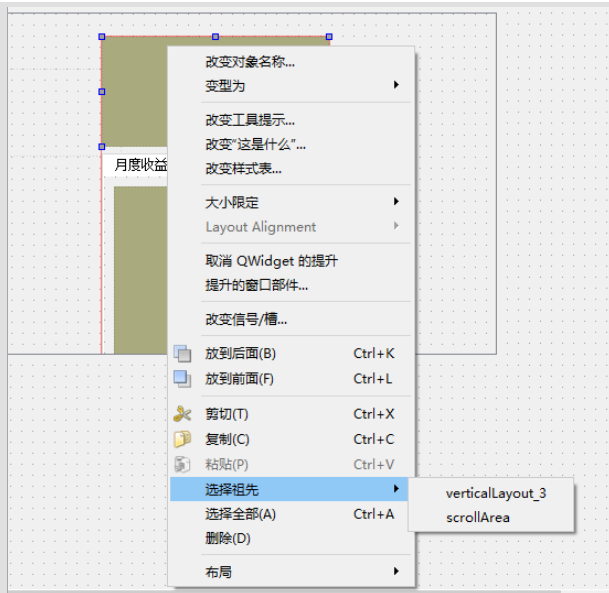 改变对象名称...
变型为
改变工具提示...
改变"这是什么"...
月度收益
改变样式表...
大小限定
Layout Alignment
取消 QWidget 的提升
提升的窗口部件...
改变信号/槽...
放到后面(B) Ctrl+K
放到前面(F) Ctrl+L
剪切(T) Ctrl+X
复制(C) Ctrl+C
粘贴(P) Ctrl+V
选择祖先
verticalLayout_3
scrollArea
选择全部(A) Ctrl+A
删除(D)
布局